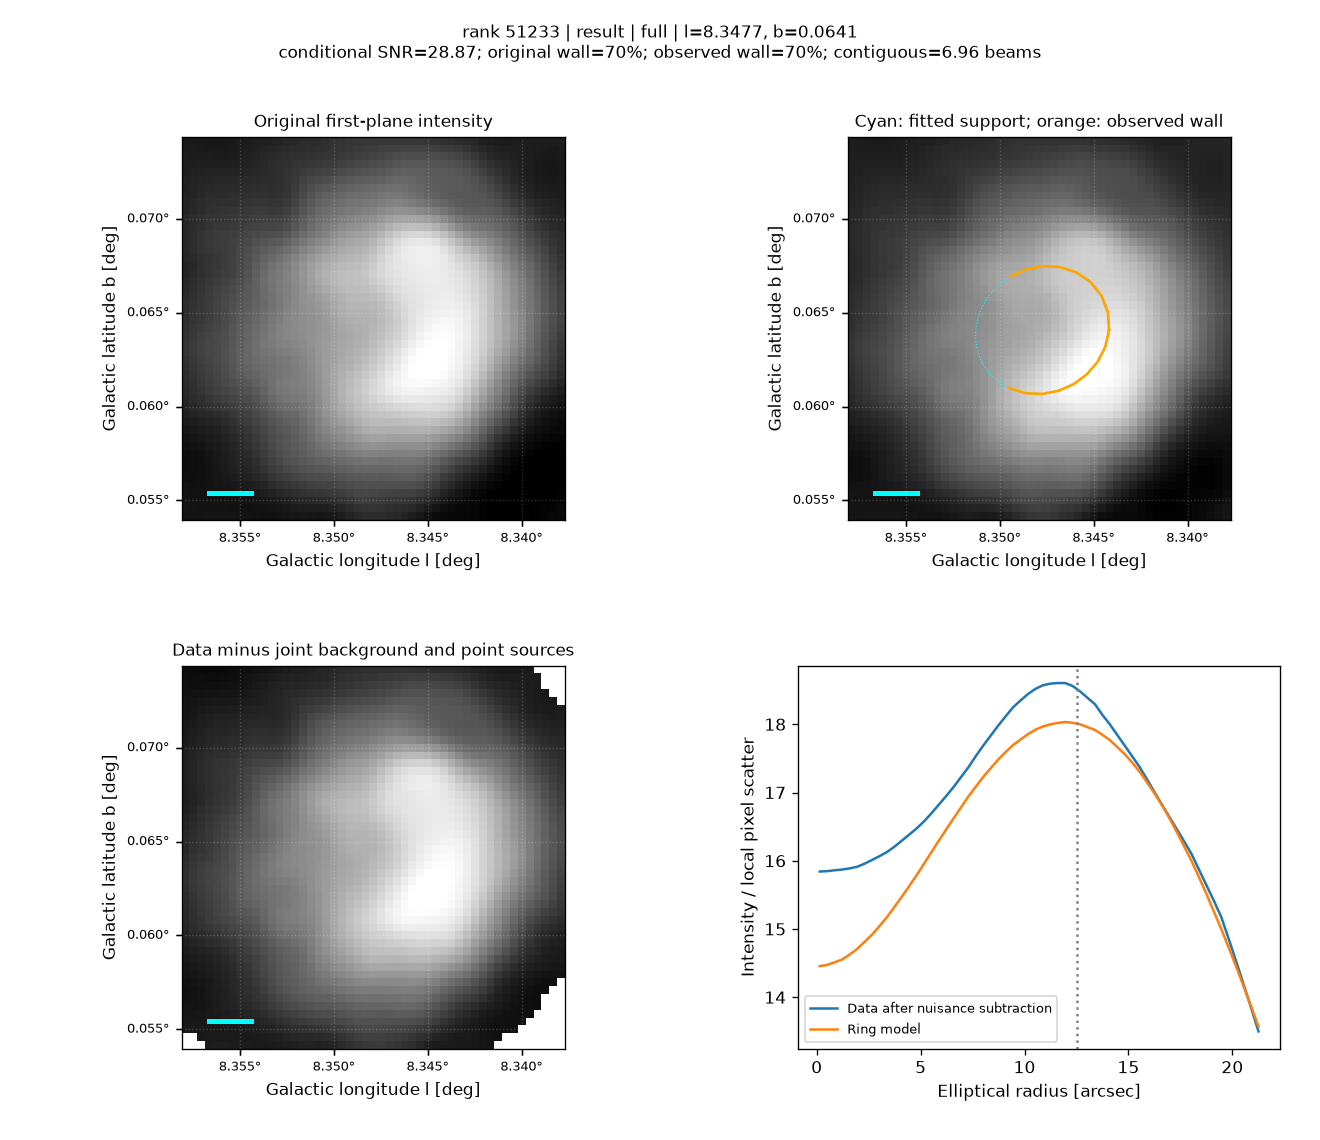 rank 51233 | result | full | l=8.3477, b=0.0641
conditional SNR=28.87; original wall=70%; observed wall=70%; contiguous=6.96 beams
Original first-plane intensity
Galactic latitude b [deg]
0.070°
0.065°
0.060°
0.055°
8.355° 8.350° 8.345° 8.340°
Galactic longitude l [deg]
Cyan: fitted support; orange: observed wall
Galactic latitude b [deg]
0.070°
0.065°
0.060°
0.055°
8.355° 8.350° 8.345° 8.340°
Galactic longitude l [deg]
Data minus joint background and point sources
Galactic latitude b [deg]
0.070°
0.065°
0.060°
0.055°
8.355° 8.350° 8.345° 8.340°
Galactic longitude l [deg]
Intensity / local pixel scatter
18
17
16
15
14
Data after nuisance subtraction
Ring model
0 5 10 15 20
Elliptical radius [arcsec]